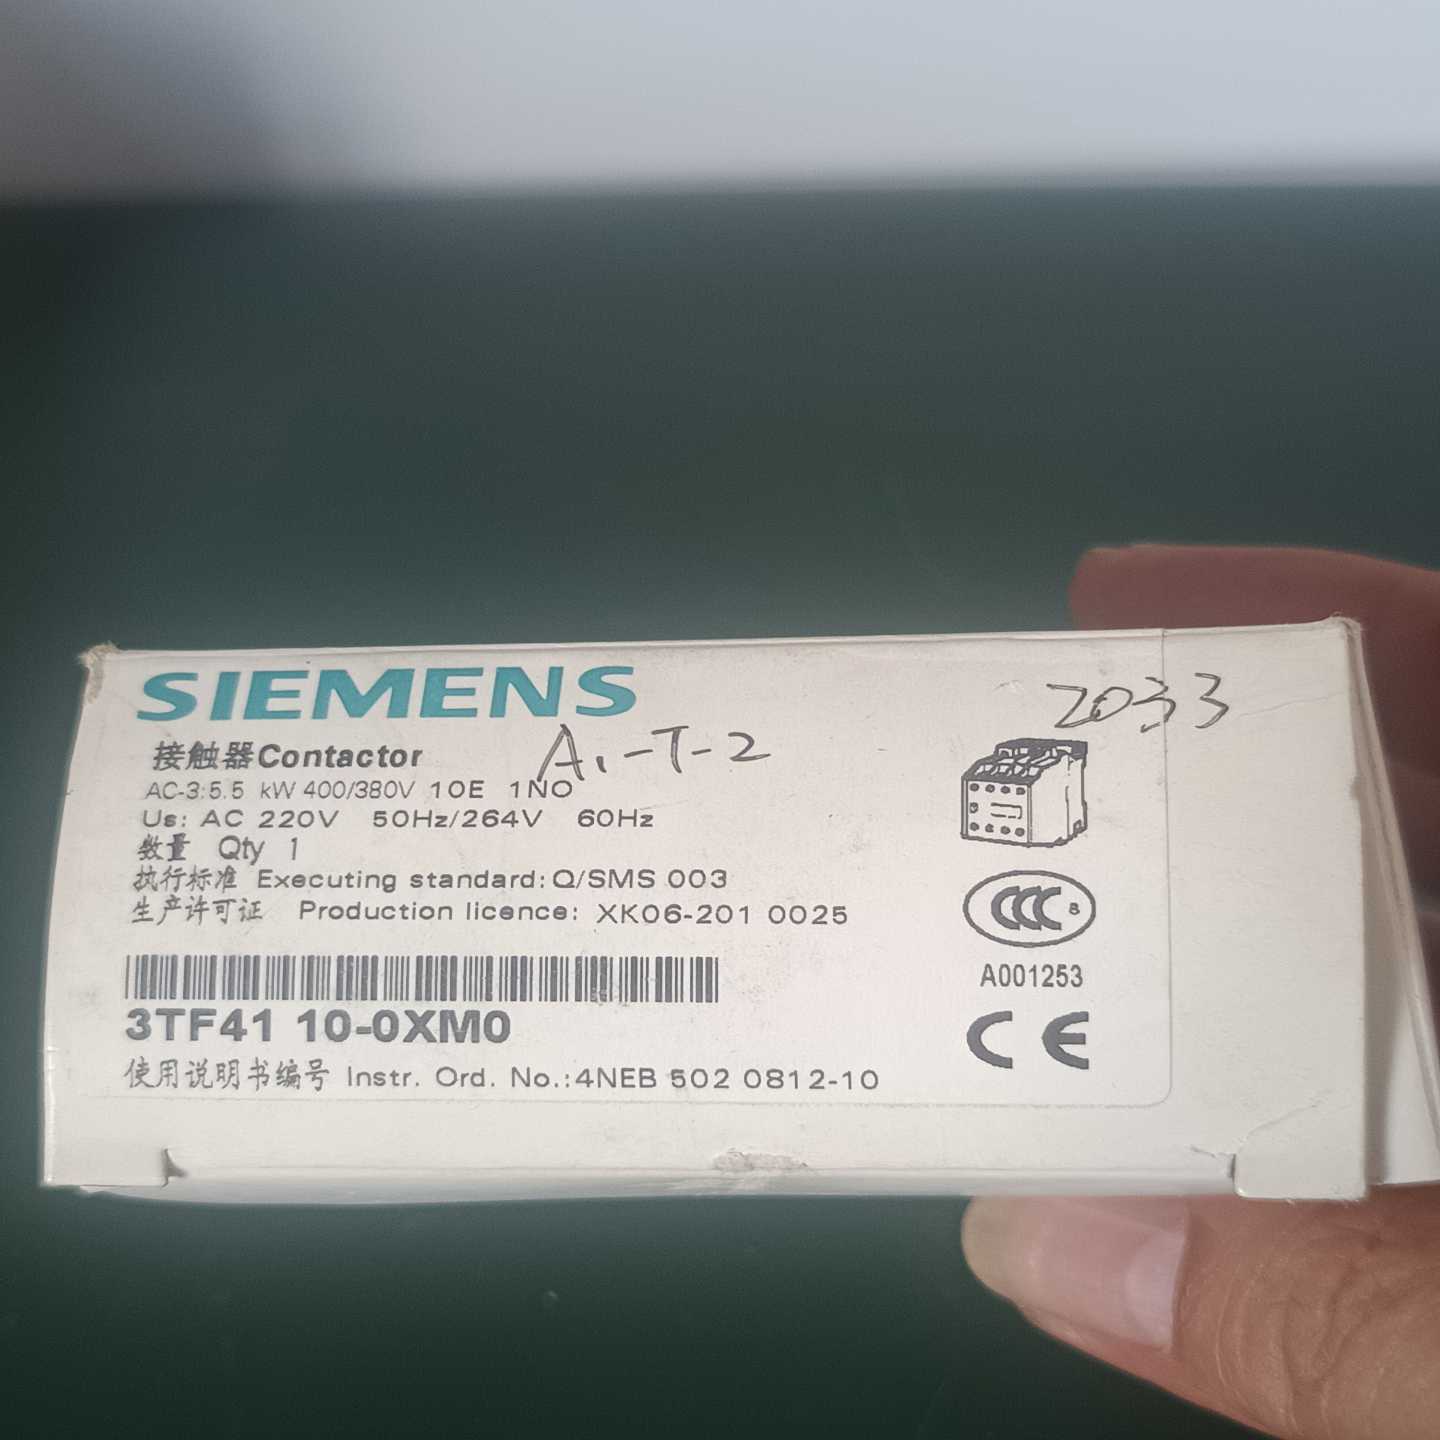 SIEMENS
2033
接触器Contactor
A1-T-2
AC-3:5.5 kW 400/380V 10E 1NO
Us: AC 220V 50Hz/264V 60Hz
数量 Qty 1
执行标准 Executing standard:Q/SMS 003
生产许可证 Production licence: XK06-201 0025
CCC S
A001253
3TF41 10-0XM0
CE
使用说明书编号 Instr. Ord. No.:4NEB 502 0812-10